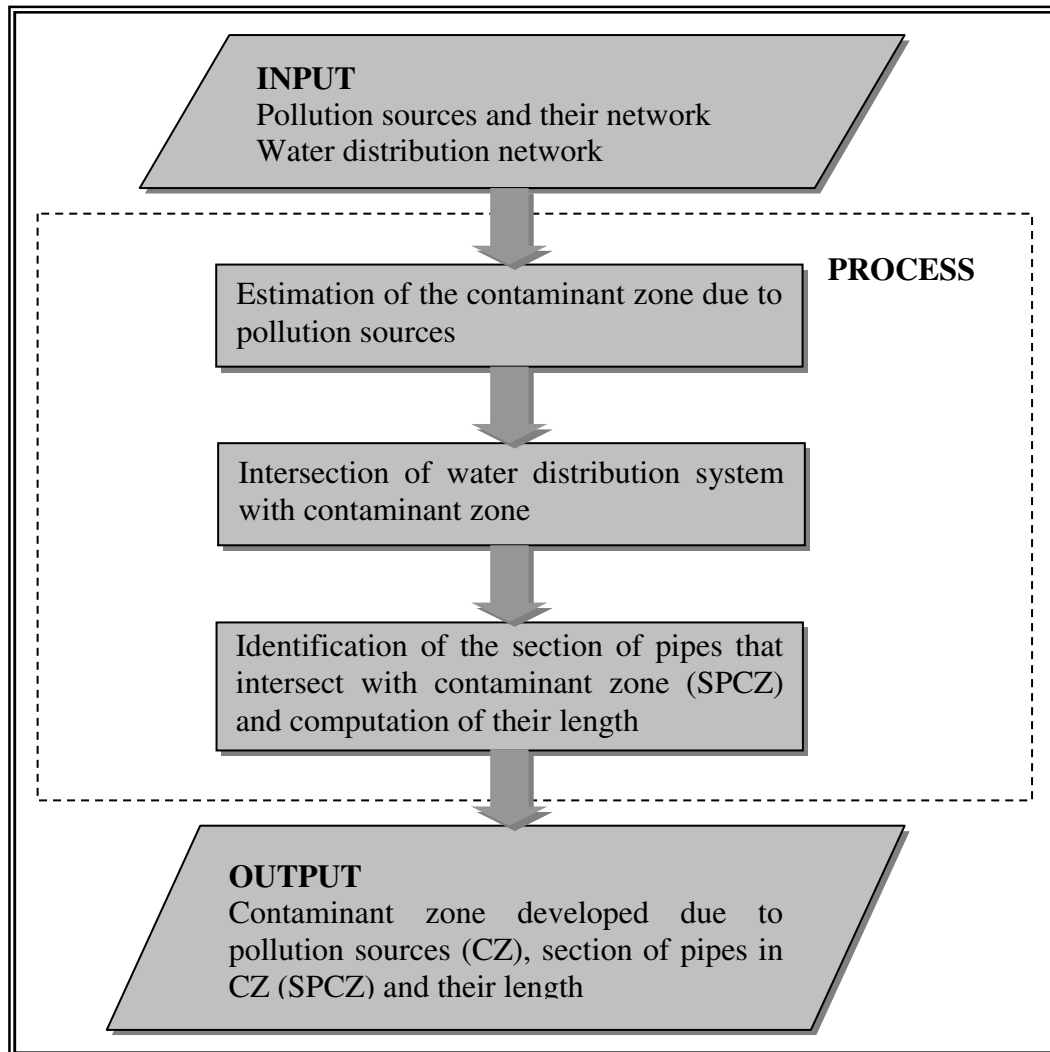 INPUT
Pollution sources and their network
Water distribution network
PROCESS
Estimation of the contaminant zone due to
pollution sources
Intersection of water distribution system
with contaminant zone
Identification of the section of pipes that
intersect with contaminant zone (SPCZ)
and computation of their length
OUTPUT
Contaminant zone developed due to
pollution sources (CZ), section of pipes in
CZ (SPCZ) and their length